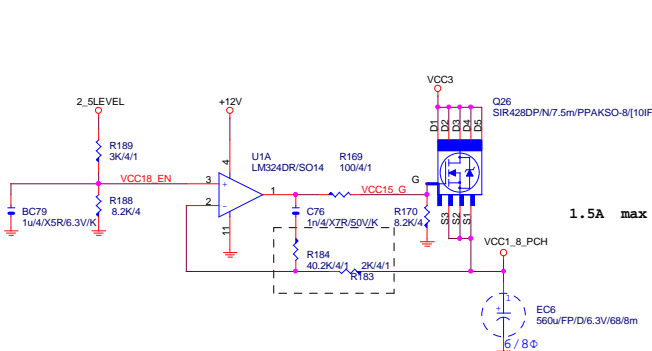 VCC3
2_5LEVEL
+12V
Q26
SIR428DP/N/7.5m/PPAKSO-8/[10IF
D1
D2
D3
D4
D5
R189
3K/4/1
U1A
LM324DR/SO14
R169
100/4/1
4
VCC18_EN
3
+
1
VCC15_G
G
2
-
BC79
1u/4/X5R/6.3V/K
R188
8.2K/4
11
C76
1n/4/X7R/50V/K
R170
8.2K/4
S3
S2
S1
1.5A max
VCC1_8_PCH
R184
40.2K/4/1
2K/4/1
R183
1
+
EC6
560u/FP/D/6.3V/68/8m
6/8Φ